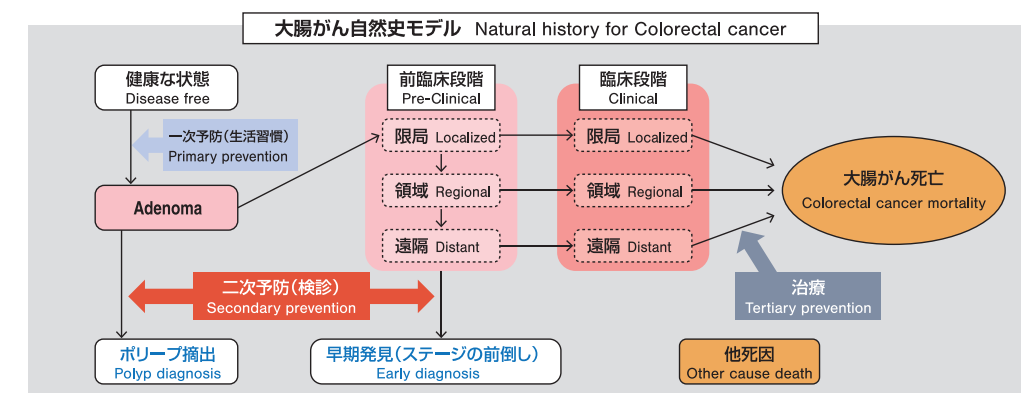 大腸がん自然史モデル Natural history for Colorectal cancer
健康な状態
Disease free
前臨床段階
Pre-Clinical
臨床段階
Clinical
一次予防(生活習慣)
Primary prevention
限局 Localized
限局 Localized
領域 Regional
領域 Regional
大腸がん死亡
Colorectal cancer mortality
Adenoma
遠隔 Distant
遠隔 Distant
二次予防(検診)
Secondary prevention
治療
Tertiary prevention
ポリープ摘出
Polyp diagnosis
早期発見(ステージの前倒し)
Early diagnosis
他死因
Other cause death